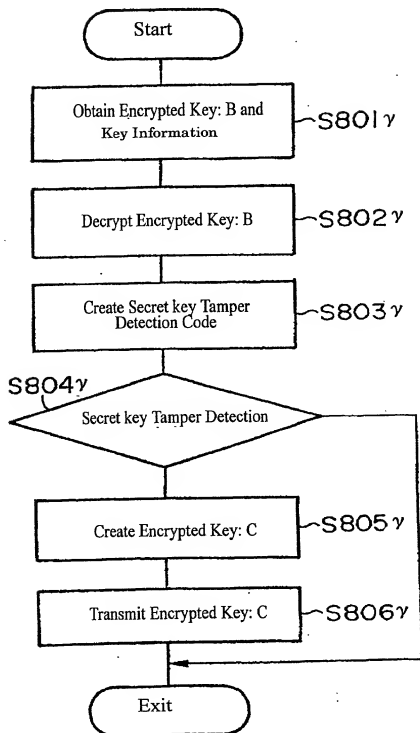 Start
Obtain Encrypted Key: B and
Key Information
S801γ
Decrypt Encrypted Key: B
S802γ
Create Secret key Tamper
Detection Code
S803γ
S804γ
Secret key Tamper Detection
Create Encrypted Key: C
S805γ
Transmit Encrypted Key: C
S806γ
Exit